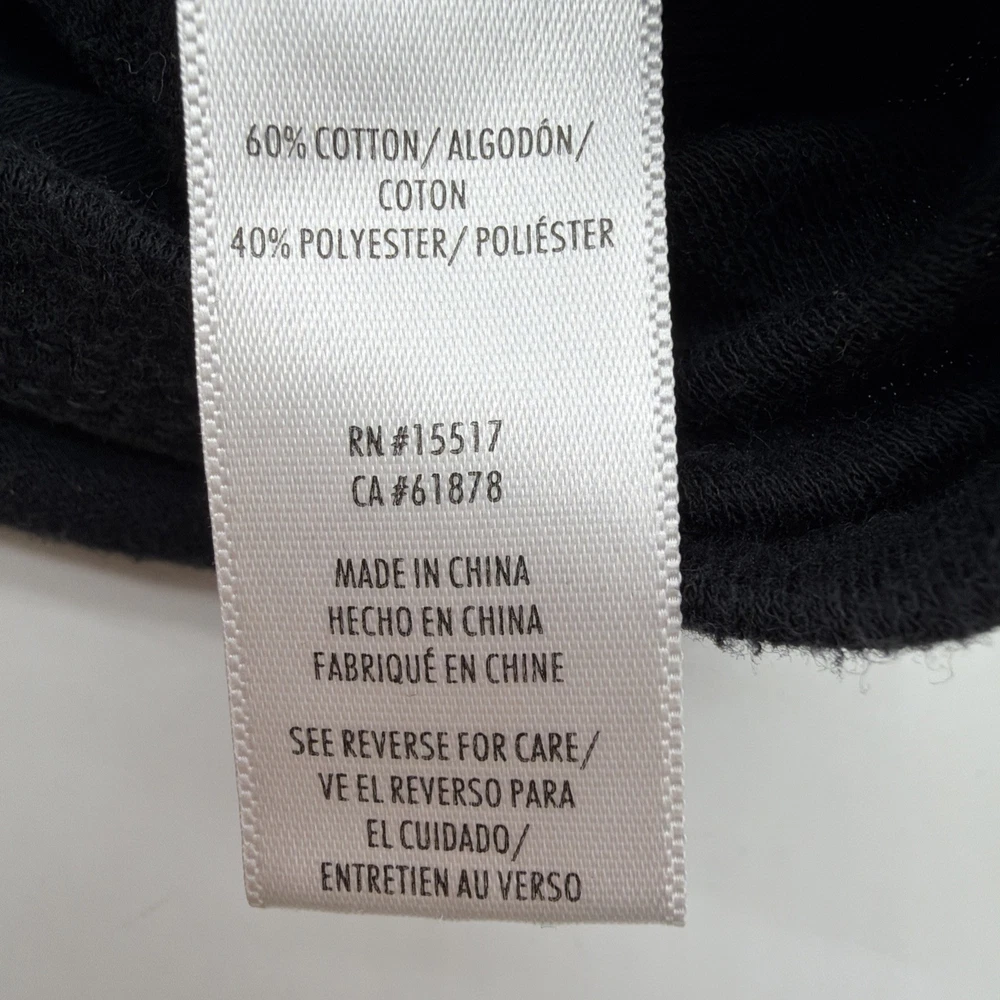 60% COTTON/ ALGODÓN/
COTON
40% POLYESTER/ POLIÉSTER
RN #15517
CA #61878
MADE IN CHINA
HECHO EN CHINA
FABRIQUÉ EN CHINE
SEE REVERSE FOR CARE/
VE EL REVERSO PARA
EL CUIDADO/
ENTRETIEN AU VERSO